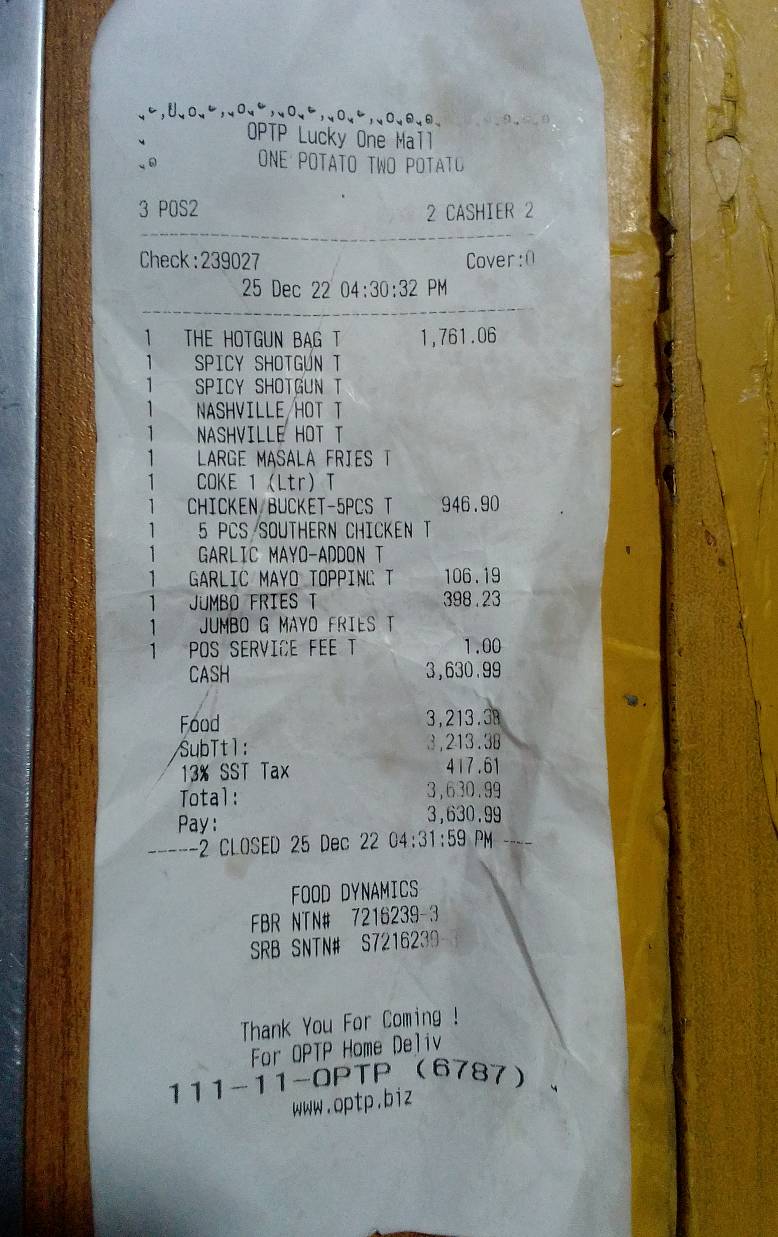 OPTP Lucky One Mall
ONE POTATO TWO POTATO
3 POS2 2 CASHIER 2
Check:239027 Cover:0
25 Dec 22 04:30:32 PM
1 THE HOTGUN BAG T 1,761.06
1 SPICY SHOTGUN T
1 SPICY SHOTGUN T
1 NASHVILLE HOT T
1 NASHVILLE HOT T
1 LARGE MASALA FRIES T
1 COKE 1 (Ltr) T
1 CHICKEN BUCKET-5PCS T 946.90
1 5 PCS SOUTHERN CHICKEN T
1 GARLIC MAYO-ADDON T
1 GARLIC MAYO TOPPING T 106.19
1 JUMBO FRIES T 398.23
1 JUMBO G MAYO FRIES T
1 POS SERVICE FEE T 1.00
CASH 3,630.99
Food 3,213.38
SubTtl: 3,213.38
13% SST Tax 417.61
Total: 3,630.99
Pay: 3,630.99
------2 CLOSED 25 Dec 22 04:31:59 PM ----
FOOD DYNAMICS
FBR NTN# 7216239-3
SRB SNTN# S7216239-3
Thank You For Coming !
For OPTP Home Deliv
111-11-OPTP (6787)
www.optp.biz